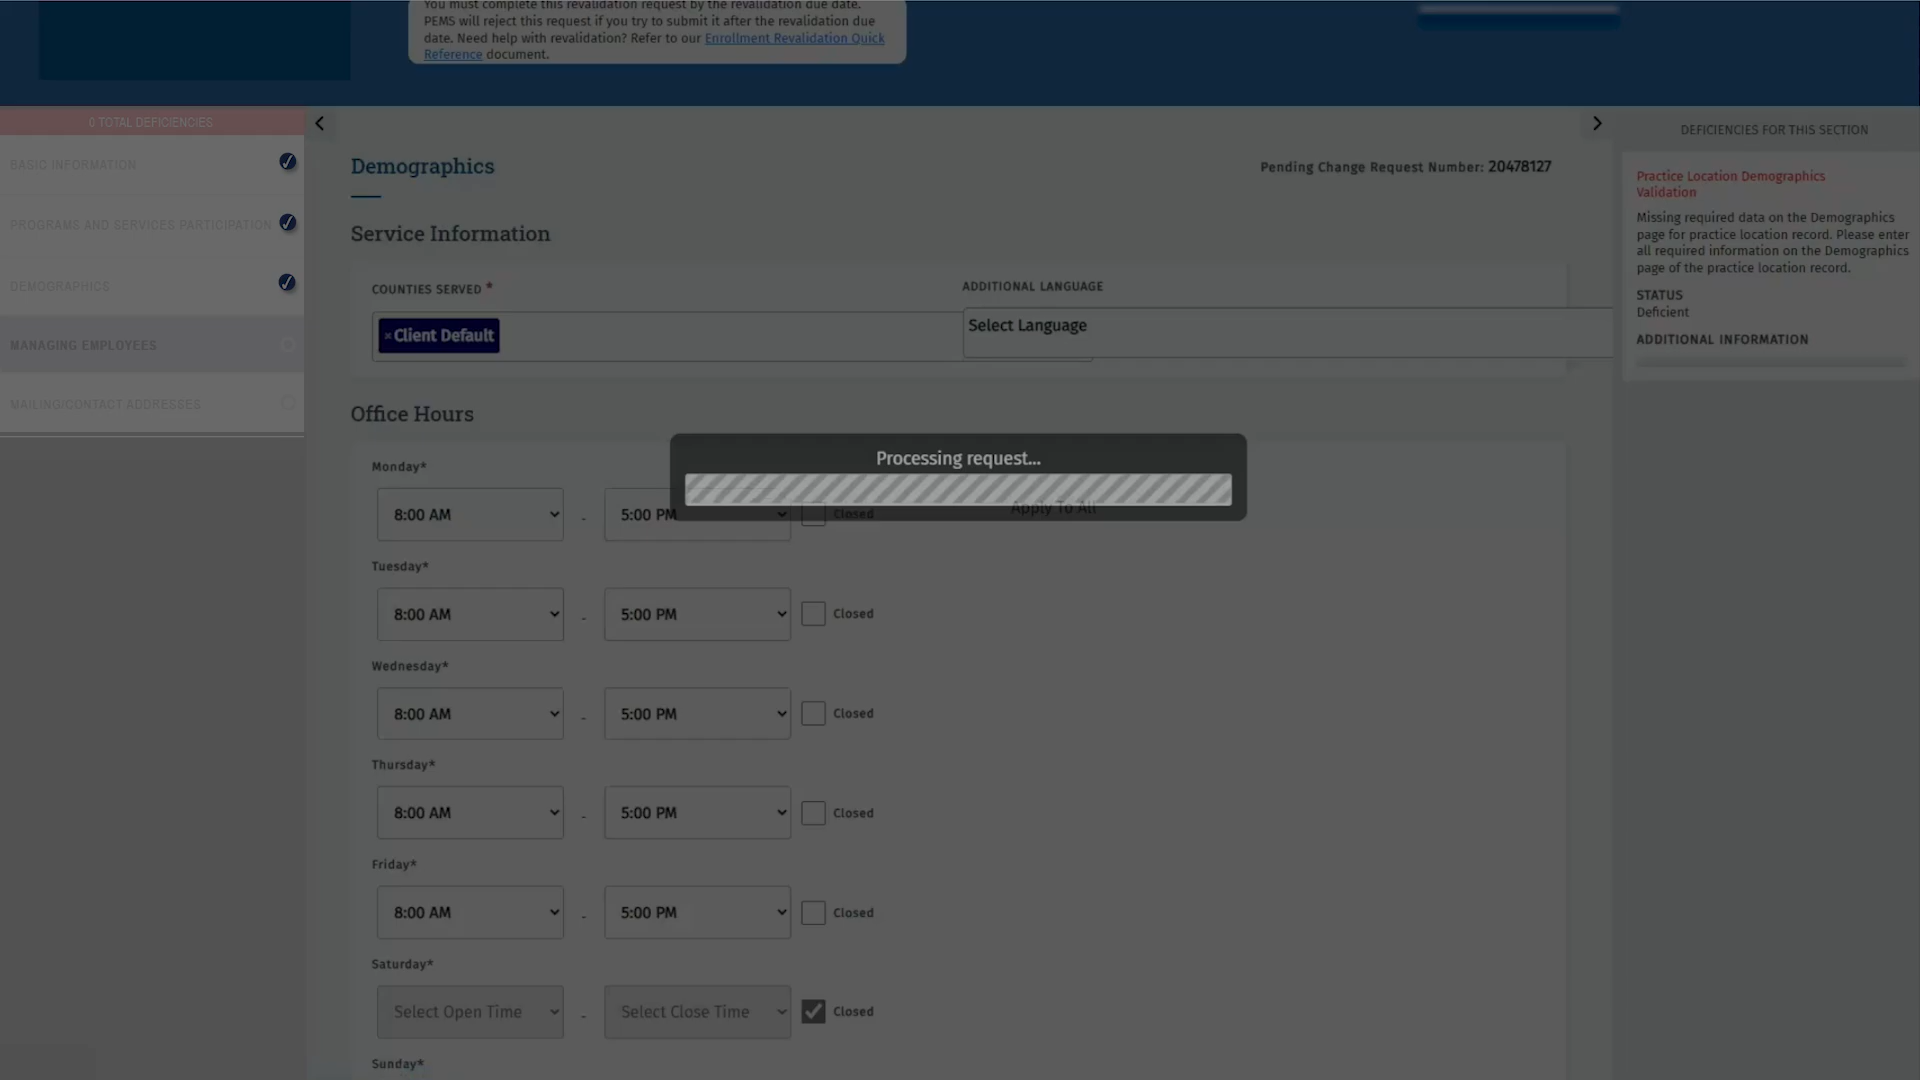 You must complete this revalidation request by the revalidation due date.
PEMS will reject this request if you try to submit it after the revalidation due
date. Need help with revalidation? Refer to our Enrollment Revalidation Quick
Reference document.
0 TOTAL DEFICIENCIES
BASIC INFORMATION
PROGRAMS AND SERVICES PARTICIPATION
DEMOGRAPHICS
MANAGING EMPLOYEES
MAILING/CONTACT ADDRESSES
Demographics
Pending Change Request Number: 20478127
Service Information
COUNTIES SERVED *
× Client Default
ADDITIONAL LANGUAGE
Select Language
Office Hours
Processing request...
Monday*
8:00 AM - 5:00 PM Closed Apply To All
Tuesday*
8:00 AM - 5:00 PM Closed
Wednesday*
8:00 AM - 5:00 PM Closed
Thursday*
8:00 AM - 5:00 PM Closed
Friday*
8:00 AM - 5:00 PM Closed
Saturday*
Select Open Time - Select Close Time Closed
Sunday*
DEFICIENCIES FOR THIS SECTION
Practice Location Demographics
Validation
Missing required data on the Demographics
page for practice location record. Please enter
all required information on the Demographics
page of the practice location record.
STATUS
Deficient
ADDITIONAL INFORMATION